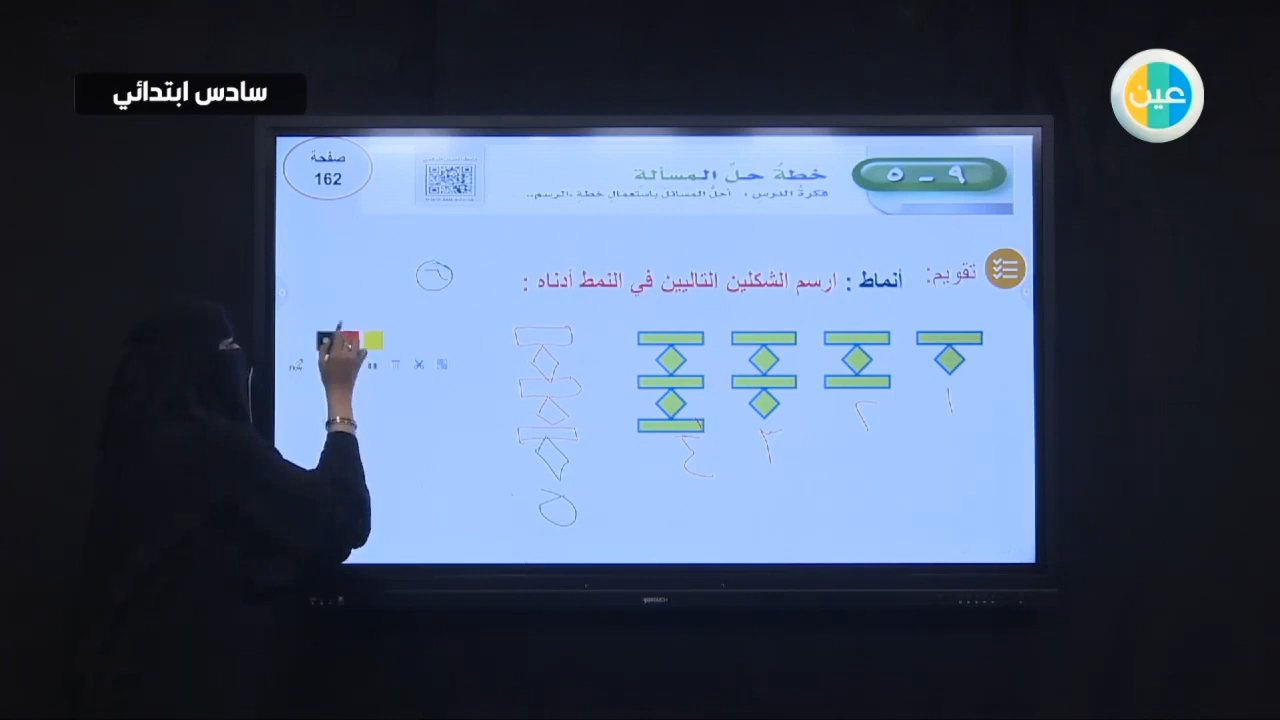 سادس ابتدائي
عين
صفحة
162
٩ - ٥
خطةُ حلِّ المسألةِ
فكرةُ الدرس : أحلُّ المسائلَ باستعمالِ خطةِ «الرسم».
تقويم:
أنماط : ارسم الشكلين التاليين في النمط أدناه :
١
٢
٣
٤
٥